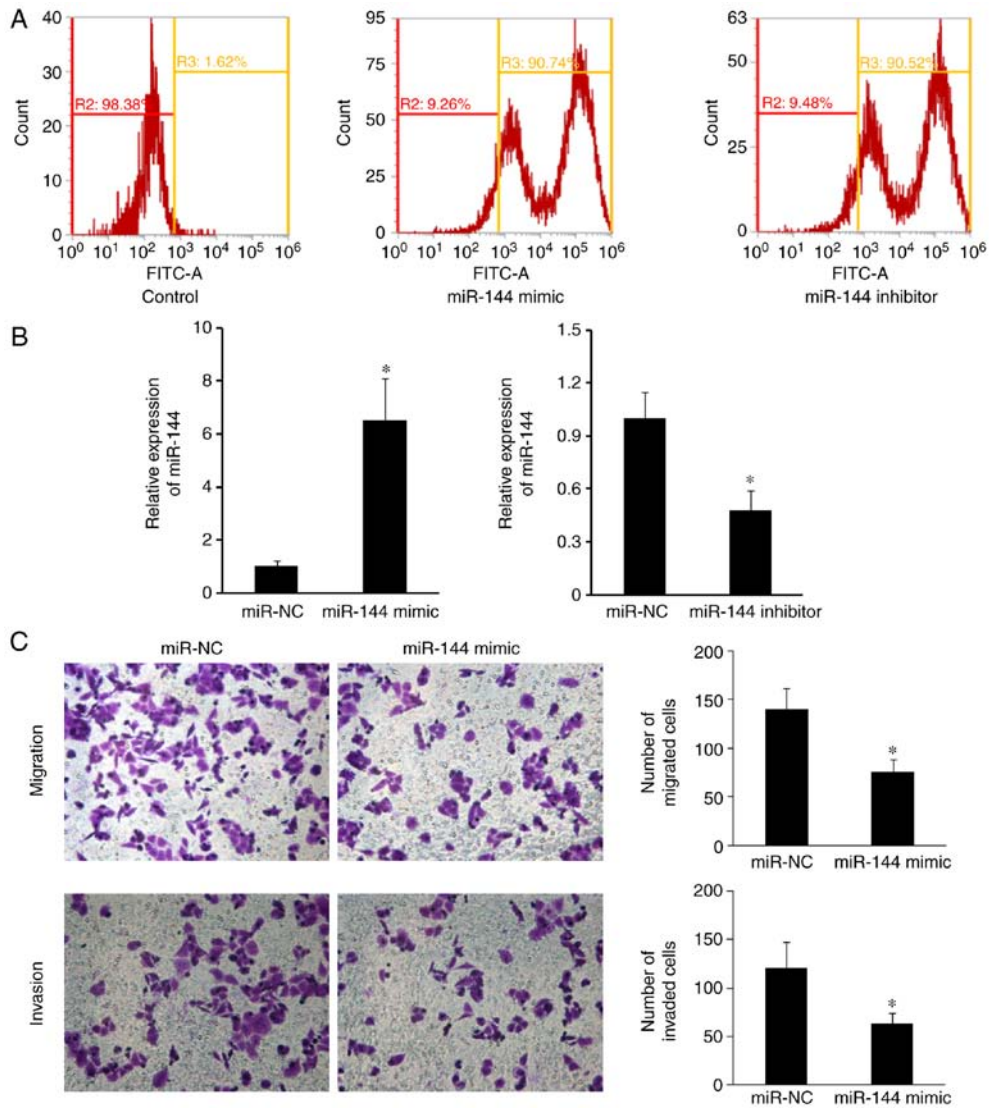 A
40
30
20
10
0
R2: 98.38%
R3: 1.62%
Count
10^0 10^1 10^2 10^3 10^4 10^5 10^6
FITC-A
Control
95
75
50
25
0
R2: 9.26%
R3: 90.74%
Count
10^0 10^1 10^2 10^3 10^4 10^5 10^6
FITC-A
miR-144 mimic
63
50
25
0
R2: 9.48%
R3: 90.52%
Count
10^0 10^1 10^2 10^3 10^4 10^5 10^6
FITC-A
miR-144 inhibitor
B
Relative expression
of miR-144
10
8
6
4
2
0
*
miR-NC miR-144 mimic
Relative expression
of miR-144
1.5
1.2
0.9
0.6
0.3
0
*
miR-NC miR-144 inhibitor
C
miR-NC miR-144 mimic
Migration
Number of
migrated cells
200
150
100
50
0
*
miR-NC miR-144 mimic
Invasion
Number of
invaded cells
200
150
100
50
0
*
miR-NC miR-144 mimic